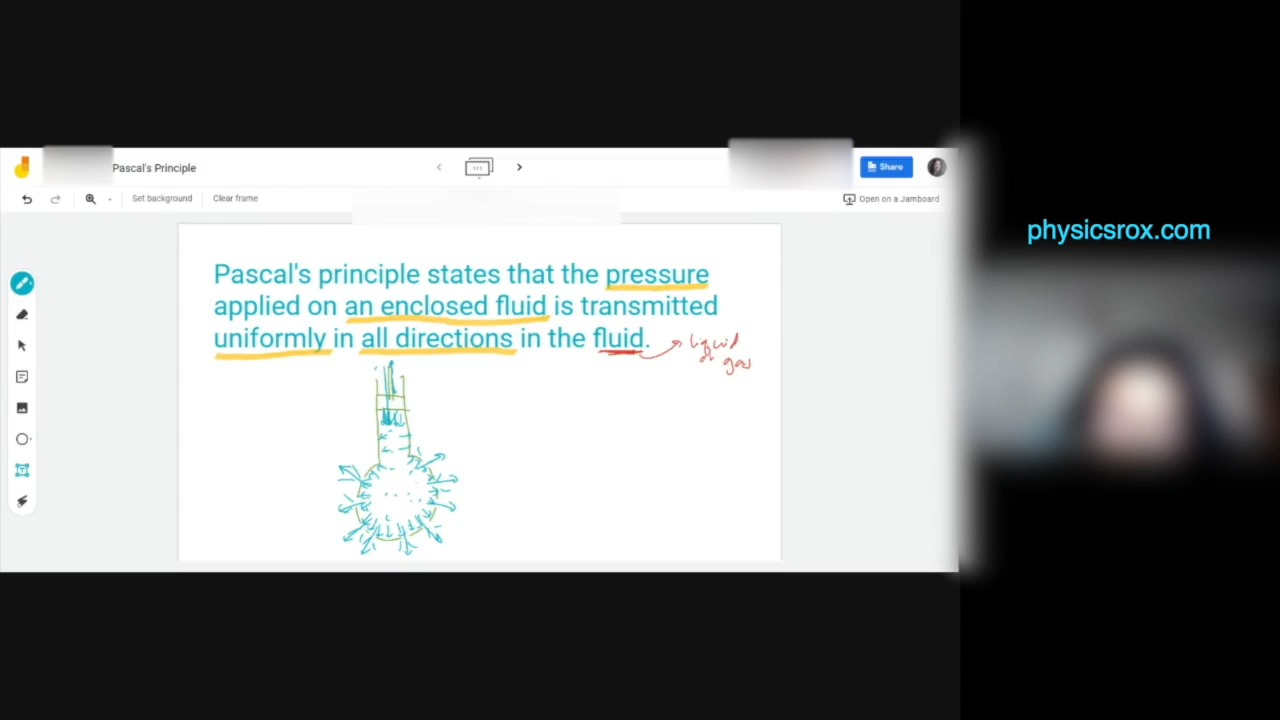 Pascal's Principle
Share
Set background
Clear frame
Open on a Jamboard
physicsrox.com
Pascal's principle states that the pressure
applied on an enclosed fluid is transmitted
uniformly in all directions in the fluid.
liquid
or
gas